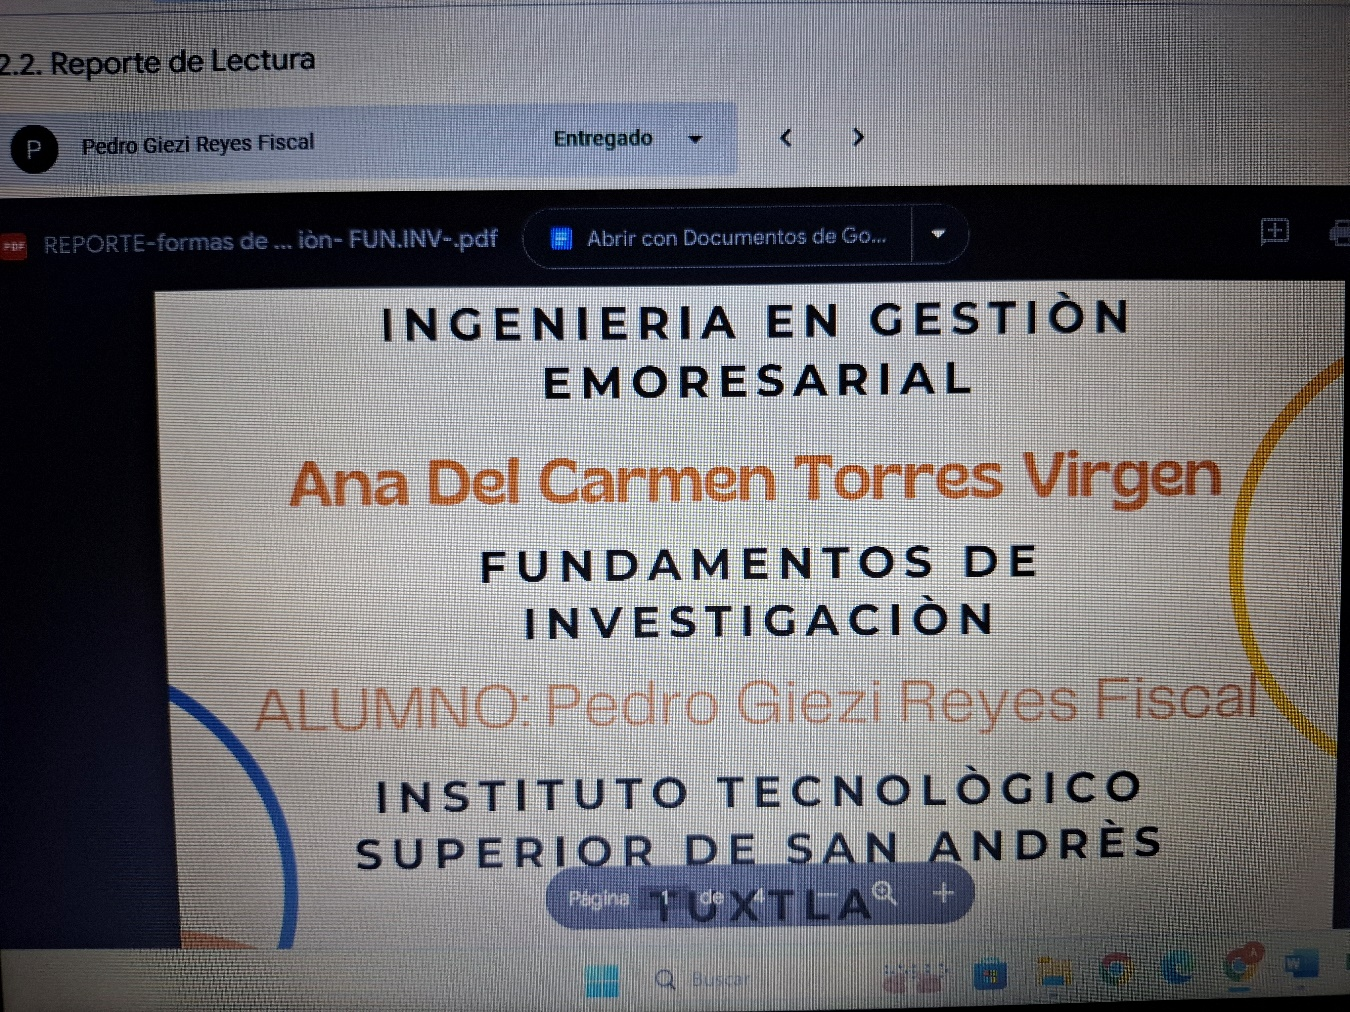 2.2. Reporte de Lectura
P Pedro Giezi Reyes Fiscal Entregado
PDF REPORTE-formas de ... iòn- FUN.INV-.pdf Abrir con Documentos de Go...
INGENIERIA EN GESTIÒN
EMORESARIAL
Ana Del Carmen Torres Virgen
FUNDAMENTOS DE
INVESTIGACIÒN
ALUMNO: Pedro Giezi Reyes Fiscal
INSTITUTO TECNOLÒGICO
SUPERIOR DE SAN ANDRÈS
TUXTLA
Página 1 de 4
Buscar